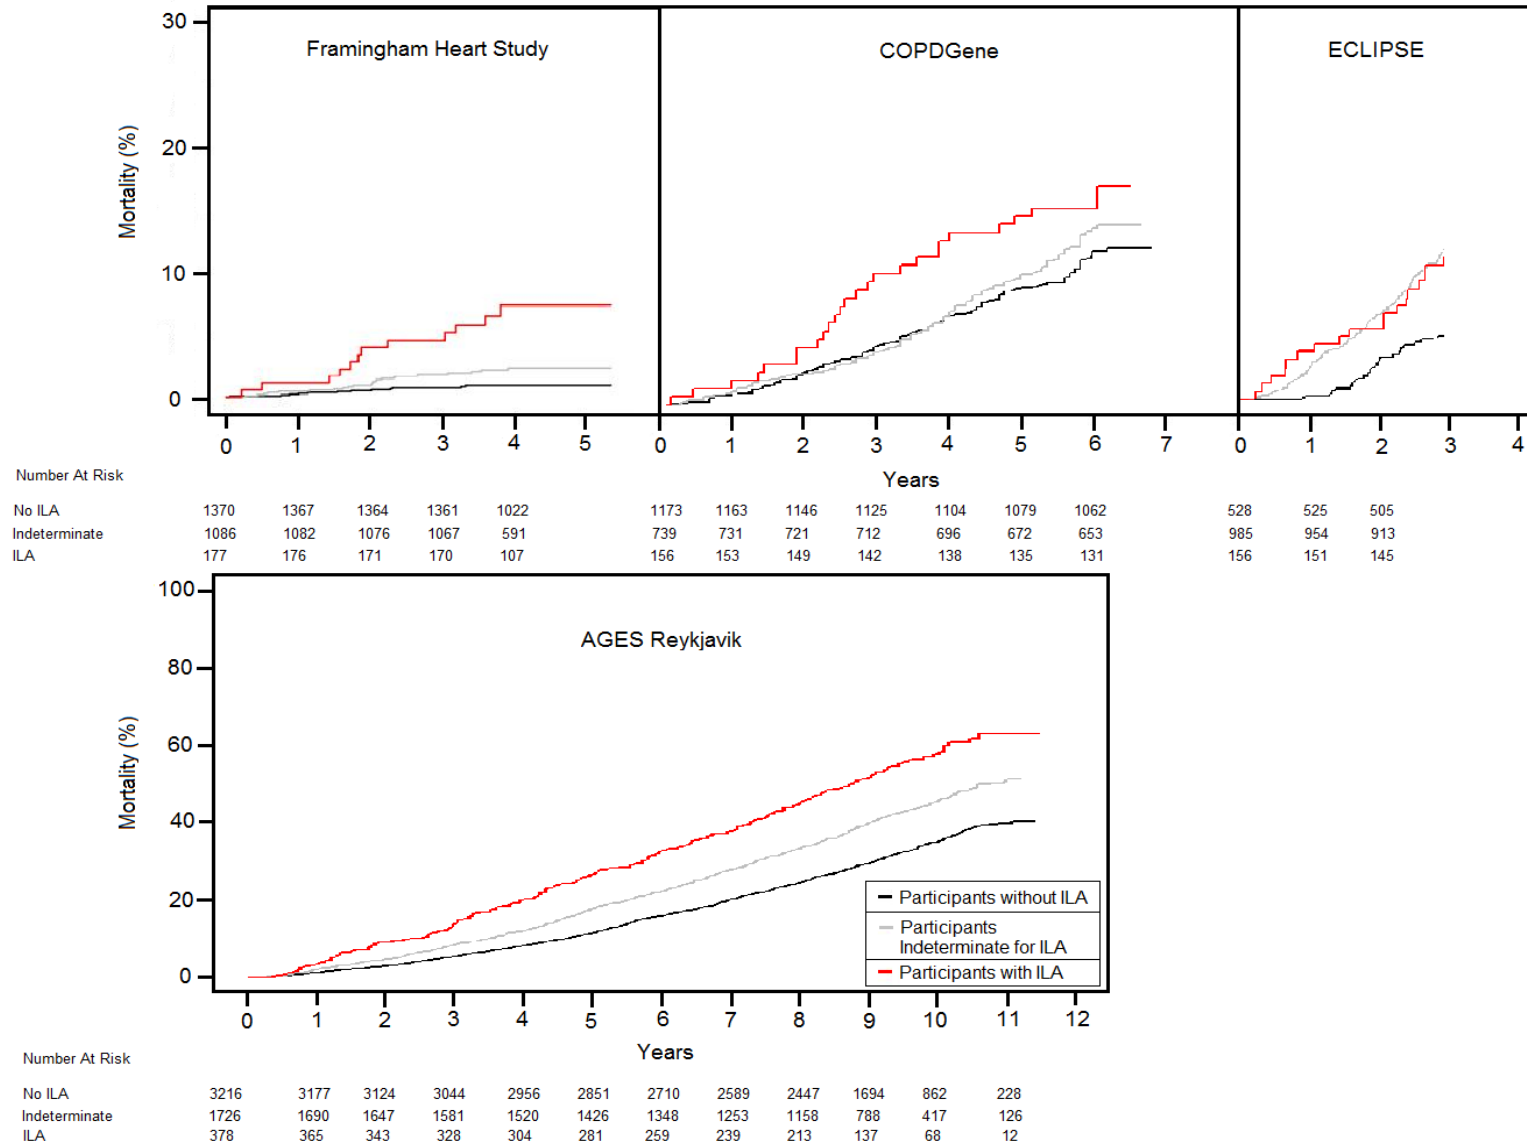 Framingham Heart Study COPDGene ECLIPSE
Mortality (%)
30
20
10
0
0 1 2 3 4 5 0 1 2 3 4 5 6 7 0 1 2 3 4
Years
Number At Risk
No ILA 1370 1367 1364 1361 1022 1173 1163 1146 1125 1104 1079 1062 528 525 505
Indeterminate 1086 1082 1076 1067 591 739 731 721 712 696 672 653 985 954 913
ILA 177 176 171 170 107 156 153 149 142 138 135 131 156 151 145
AGES Reykjavik
Mortality (%)
100
80
60
40
20
0
Participants without ILA
Participants
Indeterminate for ILA
Participants with ILA
0 1 2 3 4 5 6 7 8 9 10 11 12
Years
Number At Risk
No ILA 3216 3177 3124 3044 2956 2851 2710 2589 2447 1694 862 228
Indeterminate 1726 1690 1647 1581 1520 1426 1348 1253 1158 788 417 126
ILA 378 365 343 328 304 281 259 239 213 137 68 12